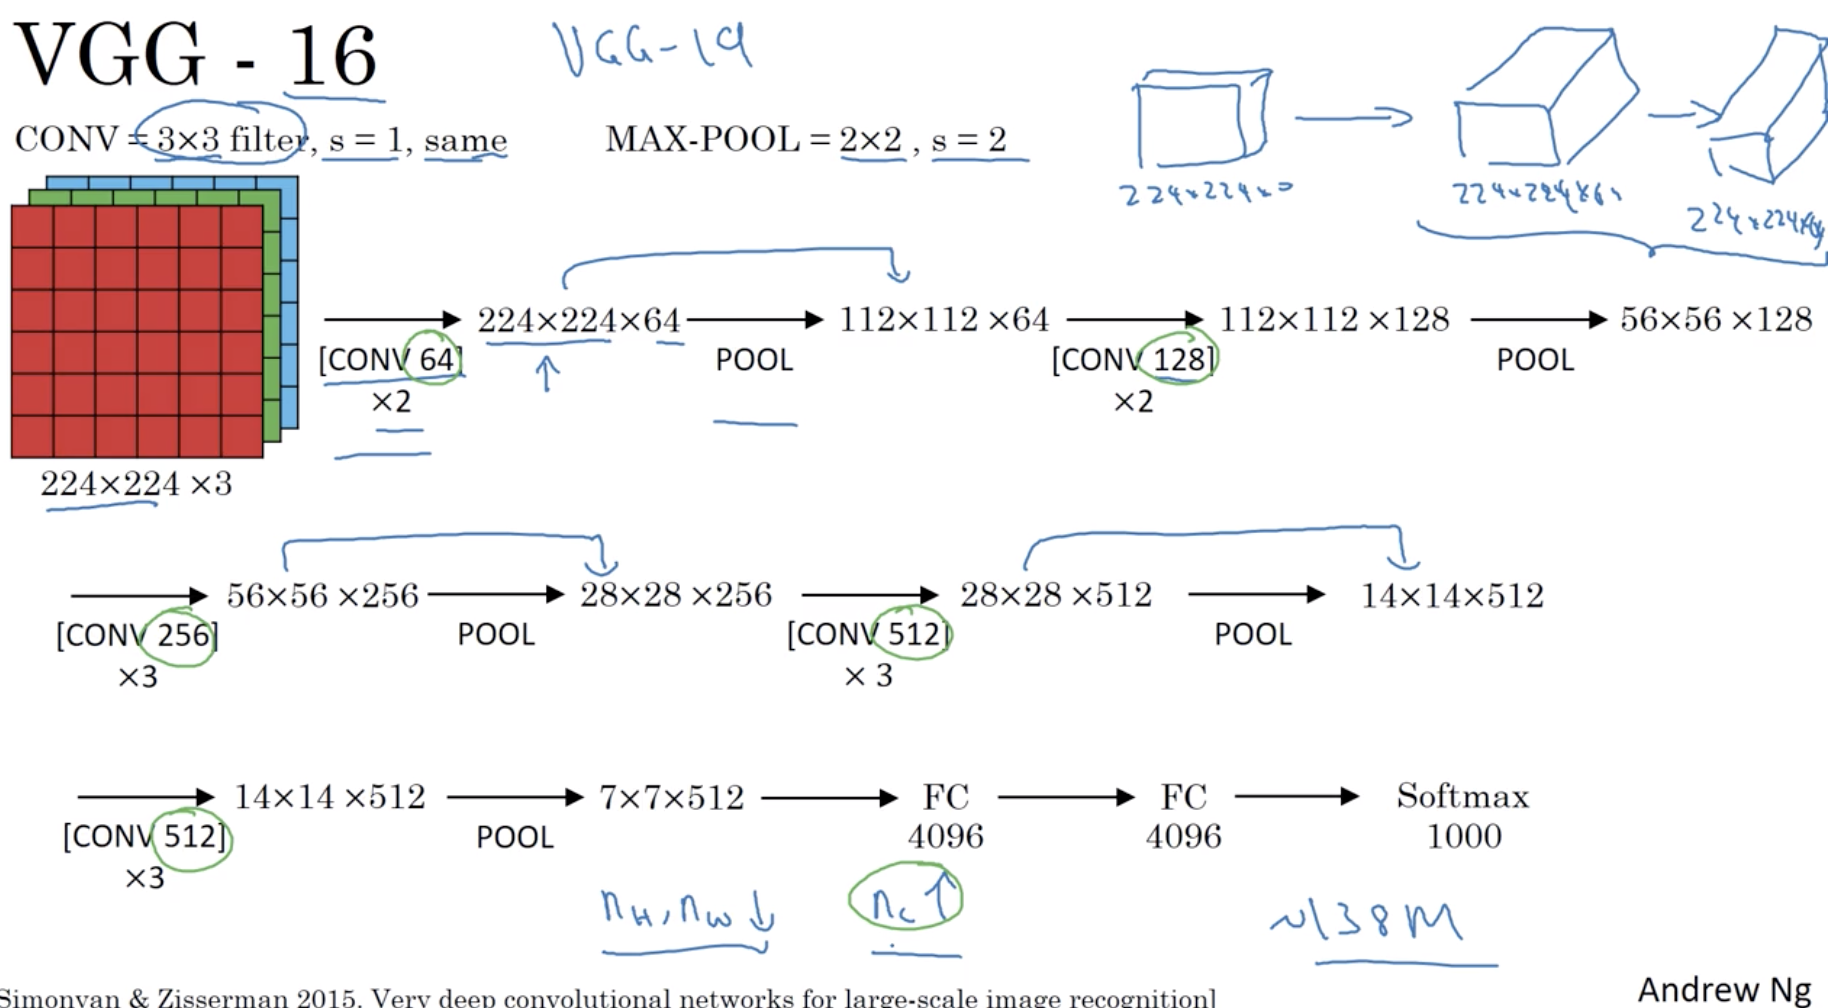 VGG - 16
VGG-19
CONV = 3×3 filter, s = 1, same
MAX-POOL = 2×2 , s = 2
224×224×3
224×224×64
224×224×64
224×224 ×3
[CONV 64]
×2
224×224×64
POOL
112×112 ×64
[CONV 128]
×2
112×112 ×128
POOL
56×56 ×128
[CONV 256]
×3
56×56 ×256
POOL
28×28 ×256
[CONV 512]
× 3
28×28 ×512
POOL
14×14×512
[CONV 512]
×3
14×14 ×512
POOL
7×7×512
FC
4096
FC
4096
Softmax
1000
nH, nW ↓
nC ↑
~138M
Simonyan & Zisserman 2015. Very deep convolutional networks for large-scale image recognition]
Andrew Ng